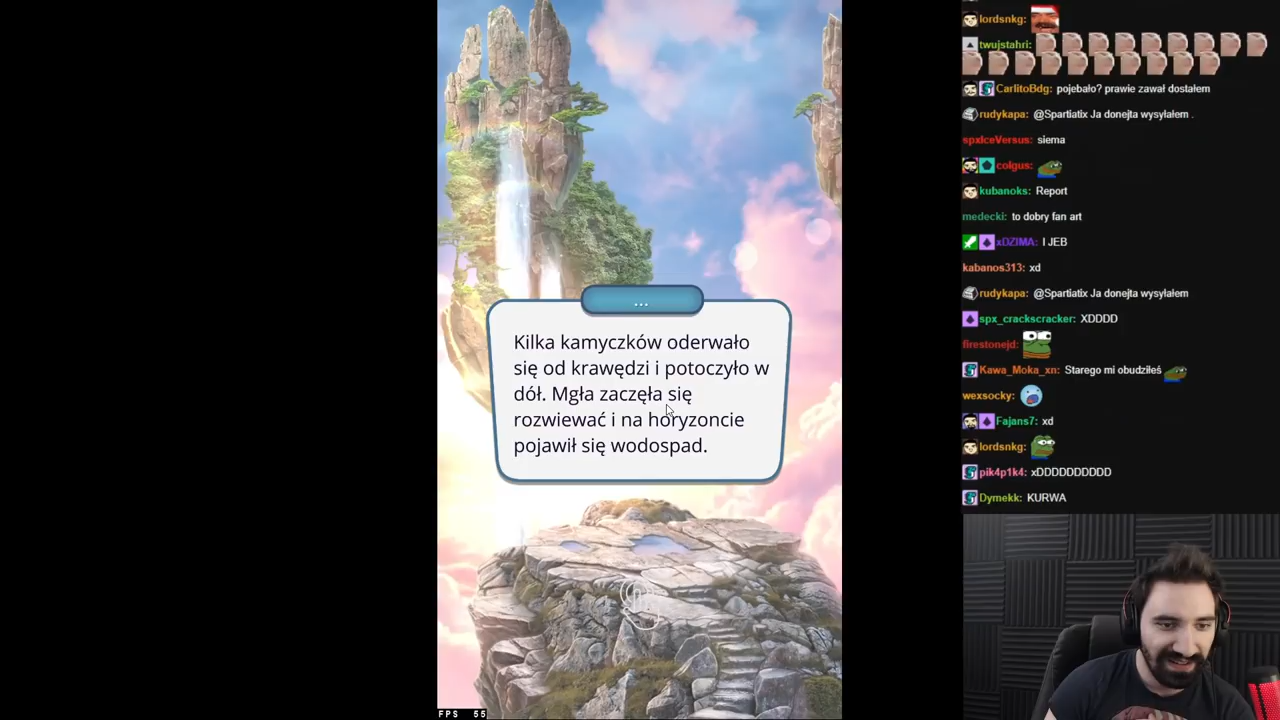 ...
Kilka kamyczków oderwało
się od krawędzi i potoczyło w
dół. Mgła zaczęła się
rozwiewać i na horyzoncie
pojawił się wodospad.
FPS 55
lordsnkg:
twujstahri:
CarlitoBdg: pojebało? prawie zawał dostałem
rudykapa: @Spartiatix Ja donejta wysyłałem .
spxIceVersus: siema
colgus:
kubanoks: Report
medecki: to dobry fan art
xDZIMA: I JEB
kabanos313: xd
rudykapa: @Spartiatix Ja donejta wysyłałem
spx_crackscracker: XDDDD
firestonejd:
Kawa_Moka_xn: Starego mi obudziłeś
wexsocky:
Fajans7: xd
lordsnkg:
pik4p1k4: xDDDDDDDDDD
Dymekk: KURWA